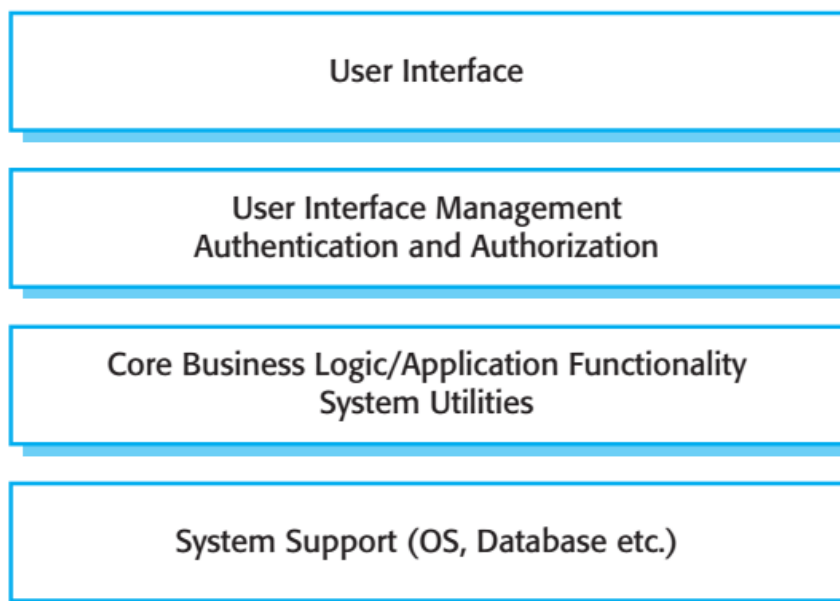 User Interface
User Interface Management
Authentication and Authorization
Core Business Logic/Application Functionality
System Utilities
System Support (OS, Database etc.)